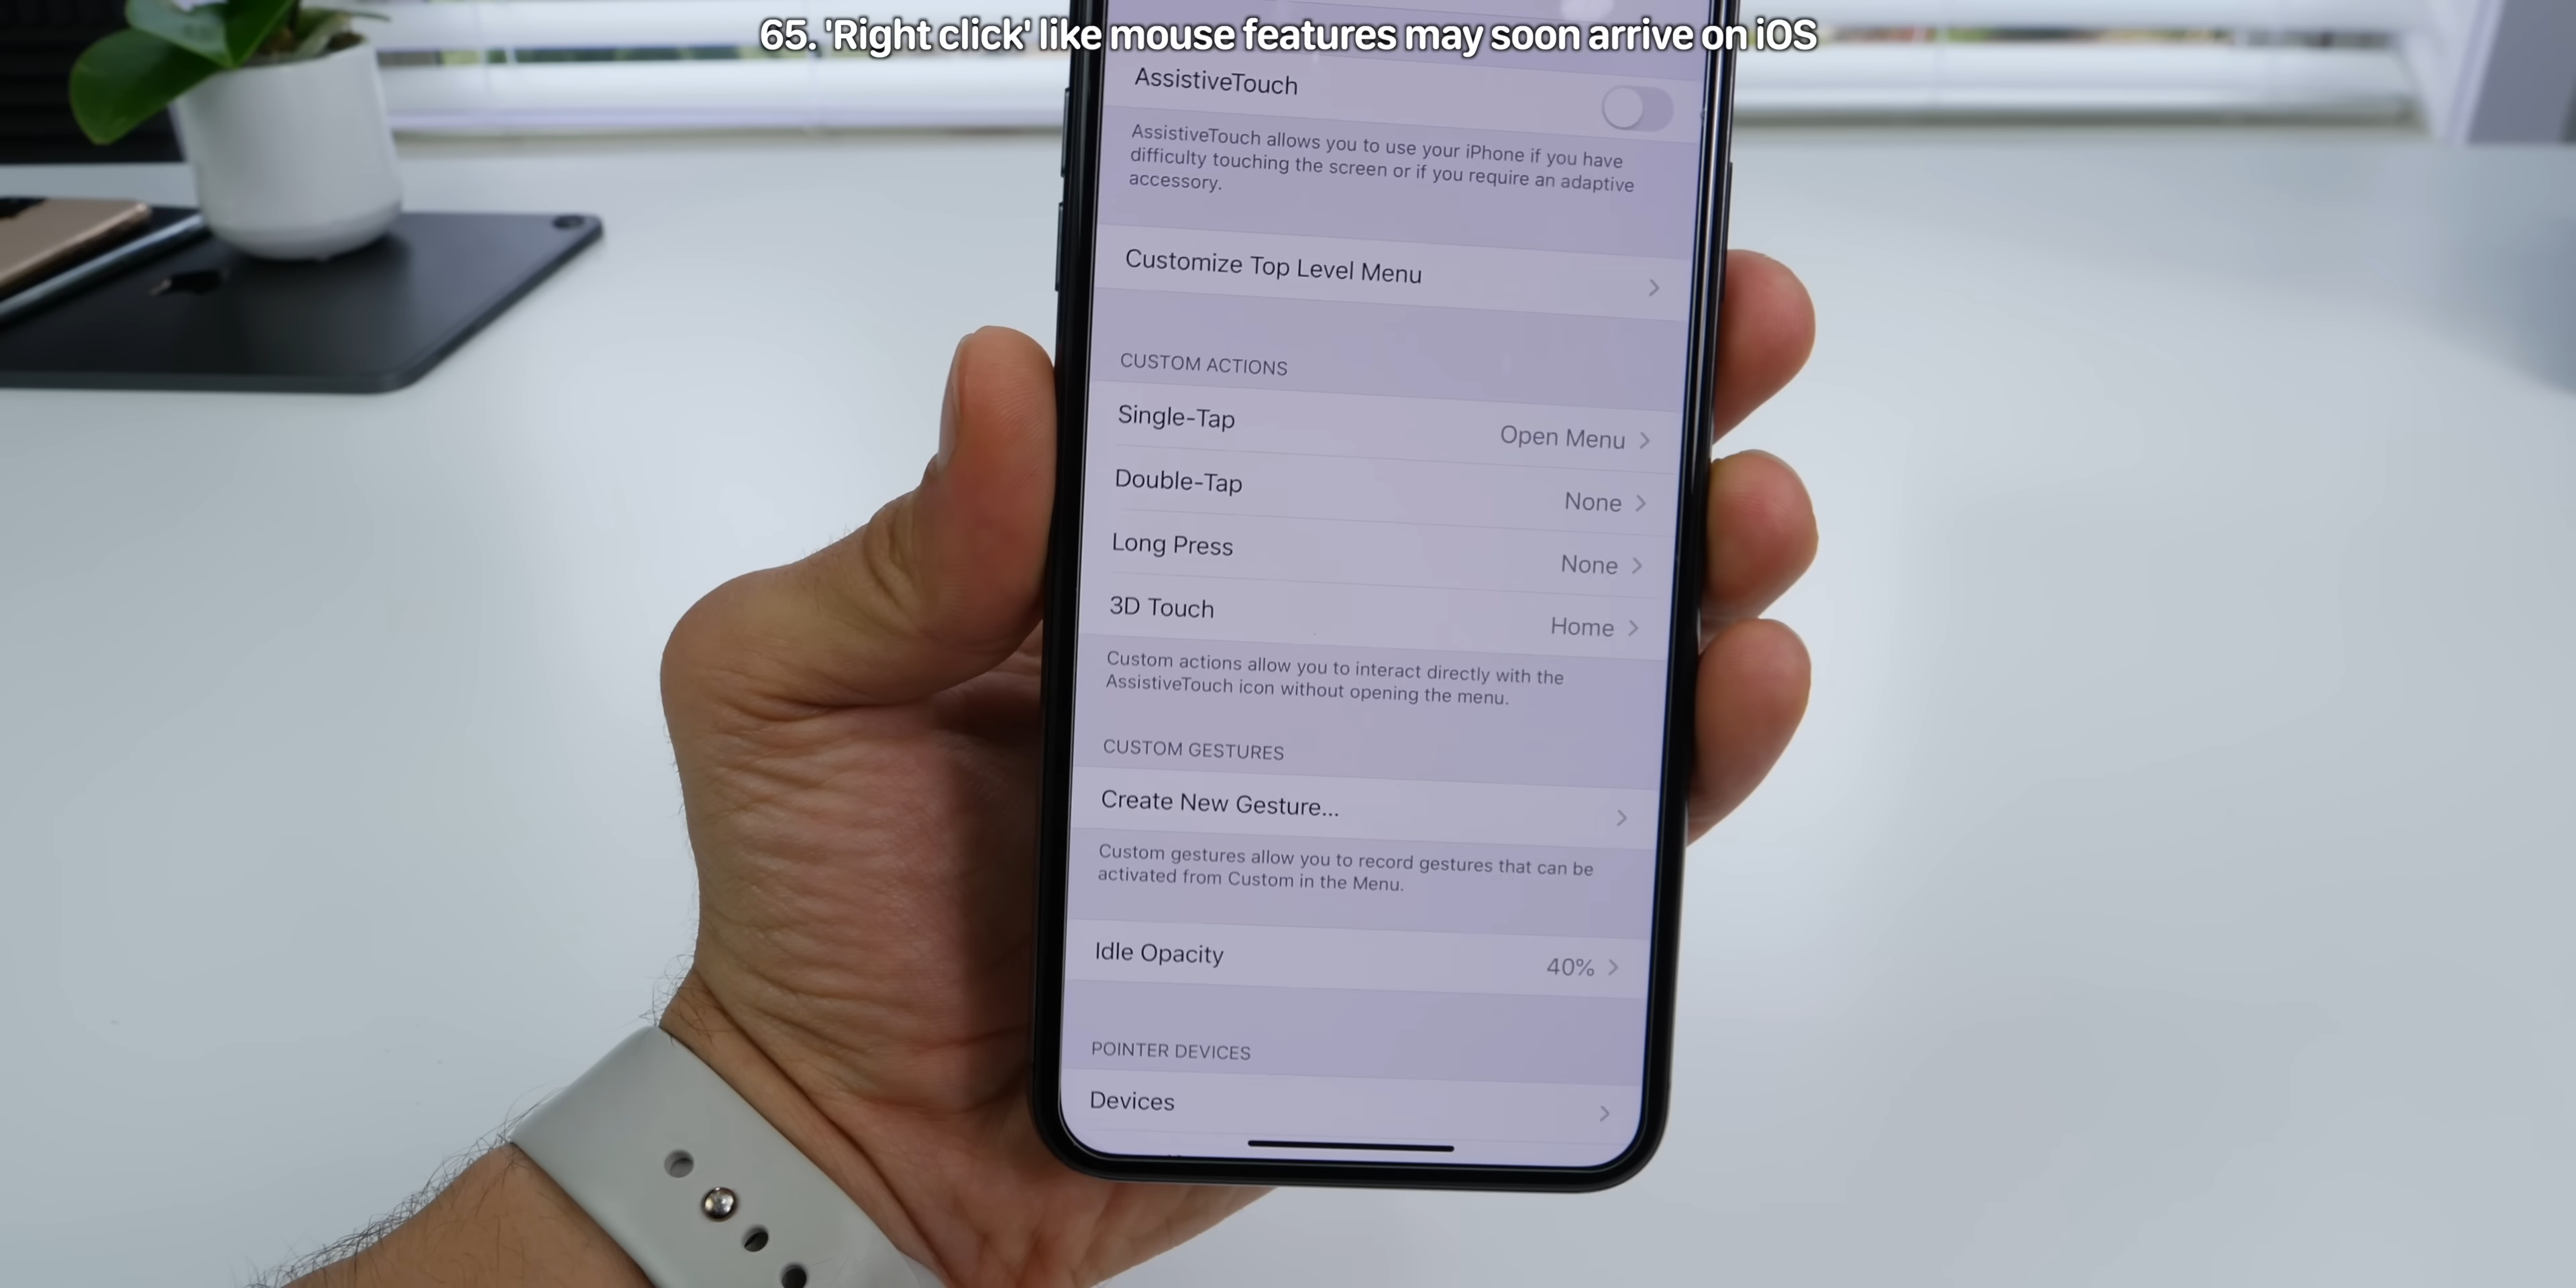 65. 'Right click' like mouse features may soon arrive on iOS
AssistiveTouch
AssistiveTouch allows you to use your iPhone if you have
difficulty touching the screen or if you require an adaptive
accessory.
Customize Top Level Menu
CUSTOM ACTIONS
Single-Tap Open Menu
Double-Tap None
Long Press None
3D Touch Home
Custom actions allow you to interact directly with the
AssistiveTouch icon without opening the menu.
CUSTOM GESTURES
Create New Gesture...
Custom gestures allow you to record gestures that can be
activated from Custom in the Menu.
Idle Opacity 40%
POINTER DEVICES
Devices